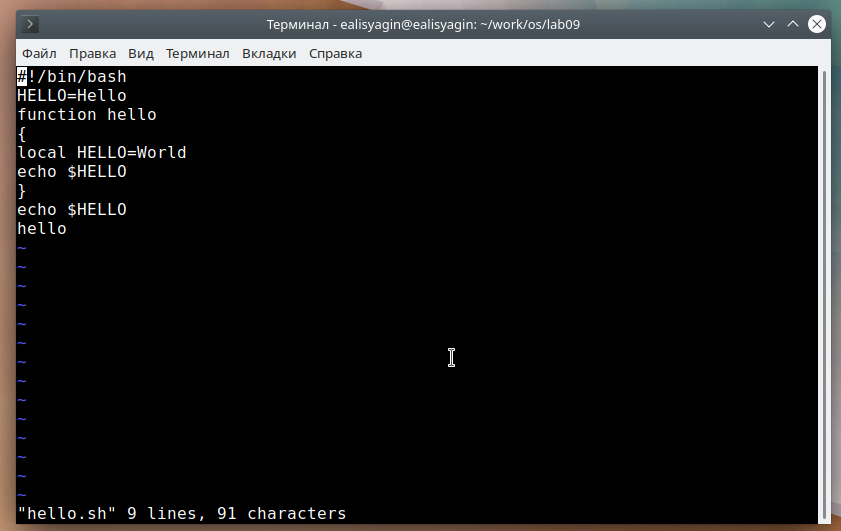 Терминал - ealisyagin@ealisyagin: ~/work/os/lab09
Файл Правка Вид Терминал Вкладки Справка
#!/bin/bash
HELLO=Hello
function hello
{
local HELLO=World
echo $HELLO
}
echo $HELLO
hello
~
~
~
~
~
~
~
~
~
~
~
~
~
~
"hello.sh" 9 lines, 91 characters